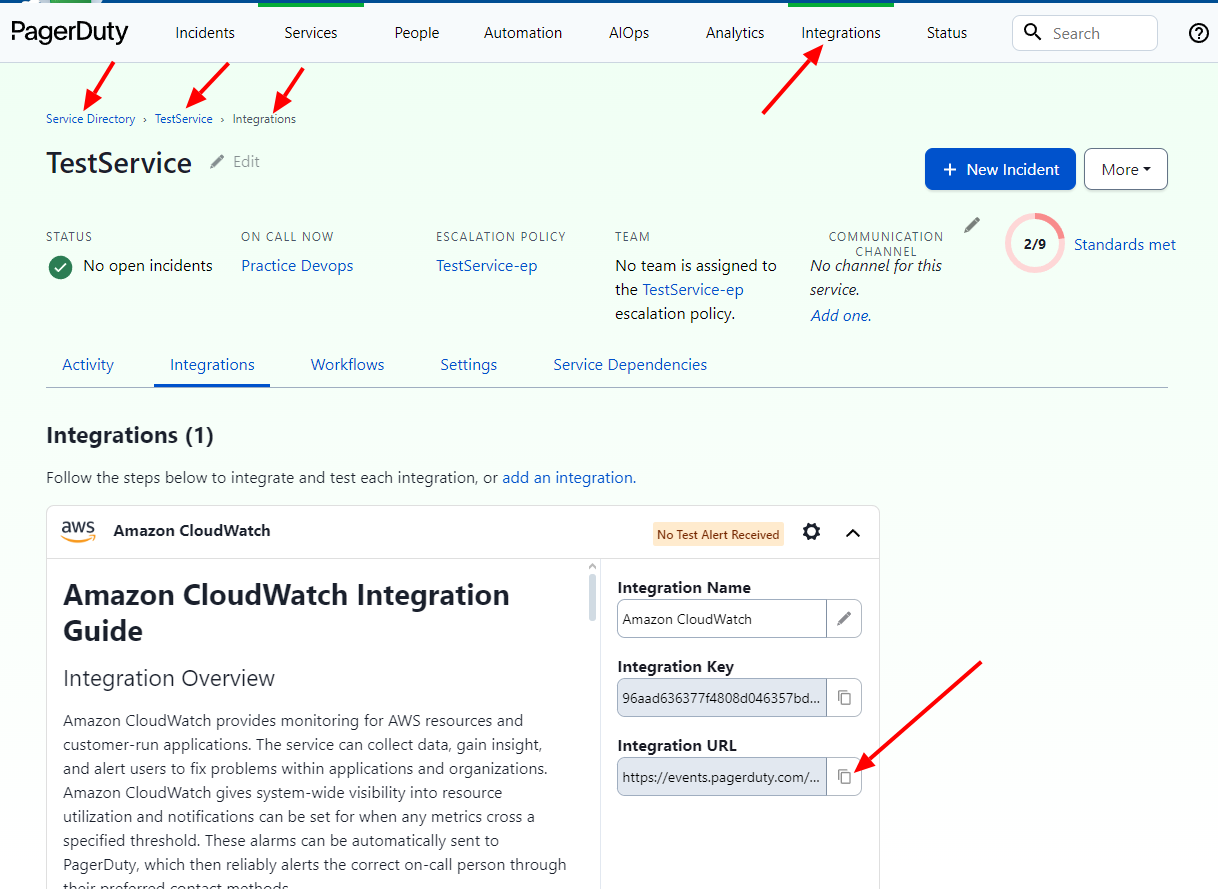 PagerDuty Incidents Services People Automation AIOps Analytics Integrations Status Search
Service Directory › TestService › Integrations
TestService Edit
+ New Incident More
STATUS
No open incidents
ON CALL NOW
Practice Devops
ESCALATION POLICY
TestService-ep
TEAM
No team is assigned to
the TestService-ep
escalation policy.
COMMUNICATION
CHANNEL
No channel for this
service.
Add one.
2/9 Standards met
Activity Integrations Workflows Settings Service Dependencies
Integrations (1)
Follow the steps below to integrate and test each integration, or add an integration.
aws Amazon CloudWatch No Test Alert Received
Amazon CloudWatch Integration
Guide
Integration Overview
Amazon CloudWatch provides monitoring for AWS resources and
customer-run applications. The service can collect data, gain insight,
and alert users to fix problems within applications and organizations.
Amazon CloudWatch gives system-wide visibility into resource
utilization and notifications can be set for when any metrics cross a
specified threshold. These alarms can be automatically sent to
PagerDuty, which then reliably alerts the correct on-call person through
their preferred contact methods.
Integration Name
Amazon CloudWatch
Integration Key
96aad636377f4808d046357bd...
Integration URL
https://events.pagerduty.com/...